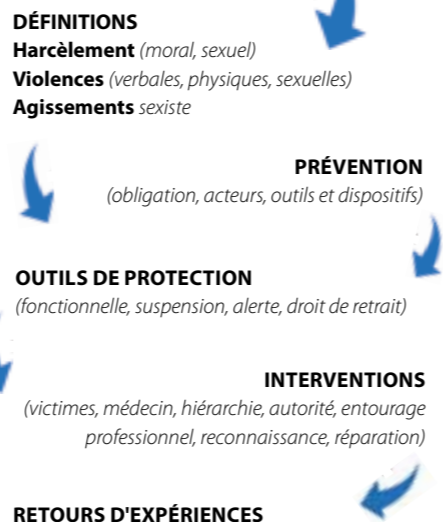 DÉFINITIONS
Harcèlement (moral, sexuel)
Violences (verbales, physiques, sexuelles)
Agissements sexiste
PRÉVENTION
(obligation, acteurs, outils et dispositifs)
OUTILS DE PROTECTION
(fonctionnelle, suspension, alerte, droit de retrait)
INTERVENTIONS
(victimes, médecin, hiérarchie, autorité, entourage
professionnel, reconnaissance, réparation)
RETOURS D'EXPÉRIENCES